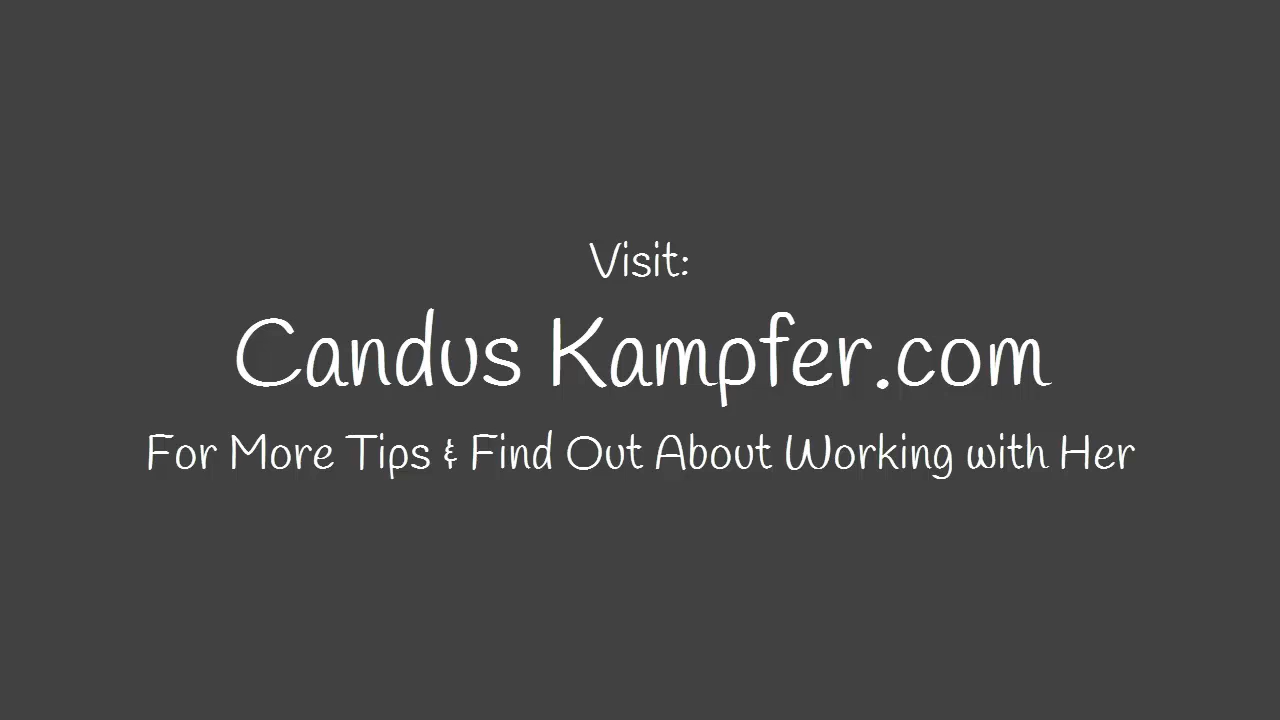 Visit:
Candus Kampfer.com
For More Tips & Find Out About Working with Her